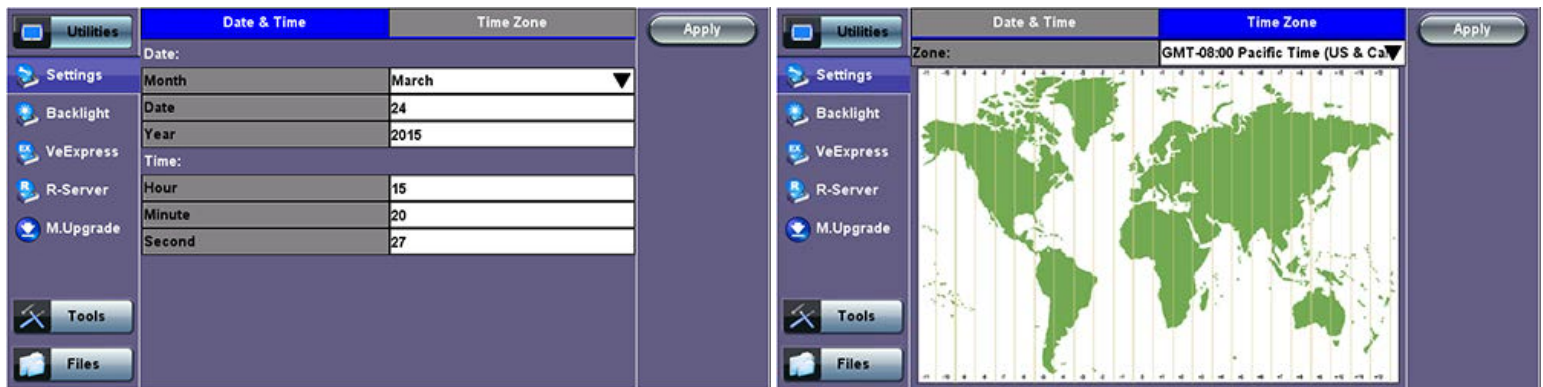 Utilities
Settings
Backlight
VeExpress
R-Server
M.Upgrade
Tools
Files
Date & Time
Time Zone
Date:
Month
March
Date
24
Year
2015
Time:
Hour
15
Minute
20
Second
27
Apply
Utilities
Settings
Backlight
VeExpress
R-Server
M.Upgrade
Tools
Files
Date & Time
Time Zone
Zone:
GMT-08:00 Pacific Time (US & Ca
Apply